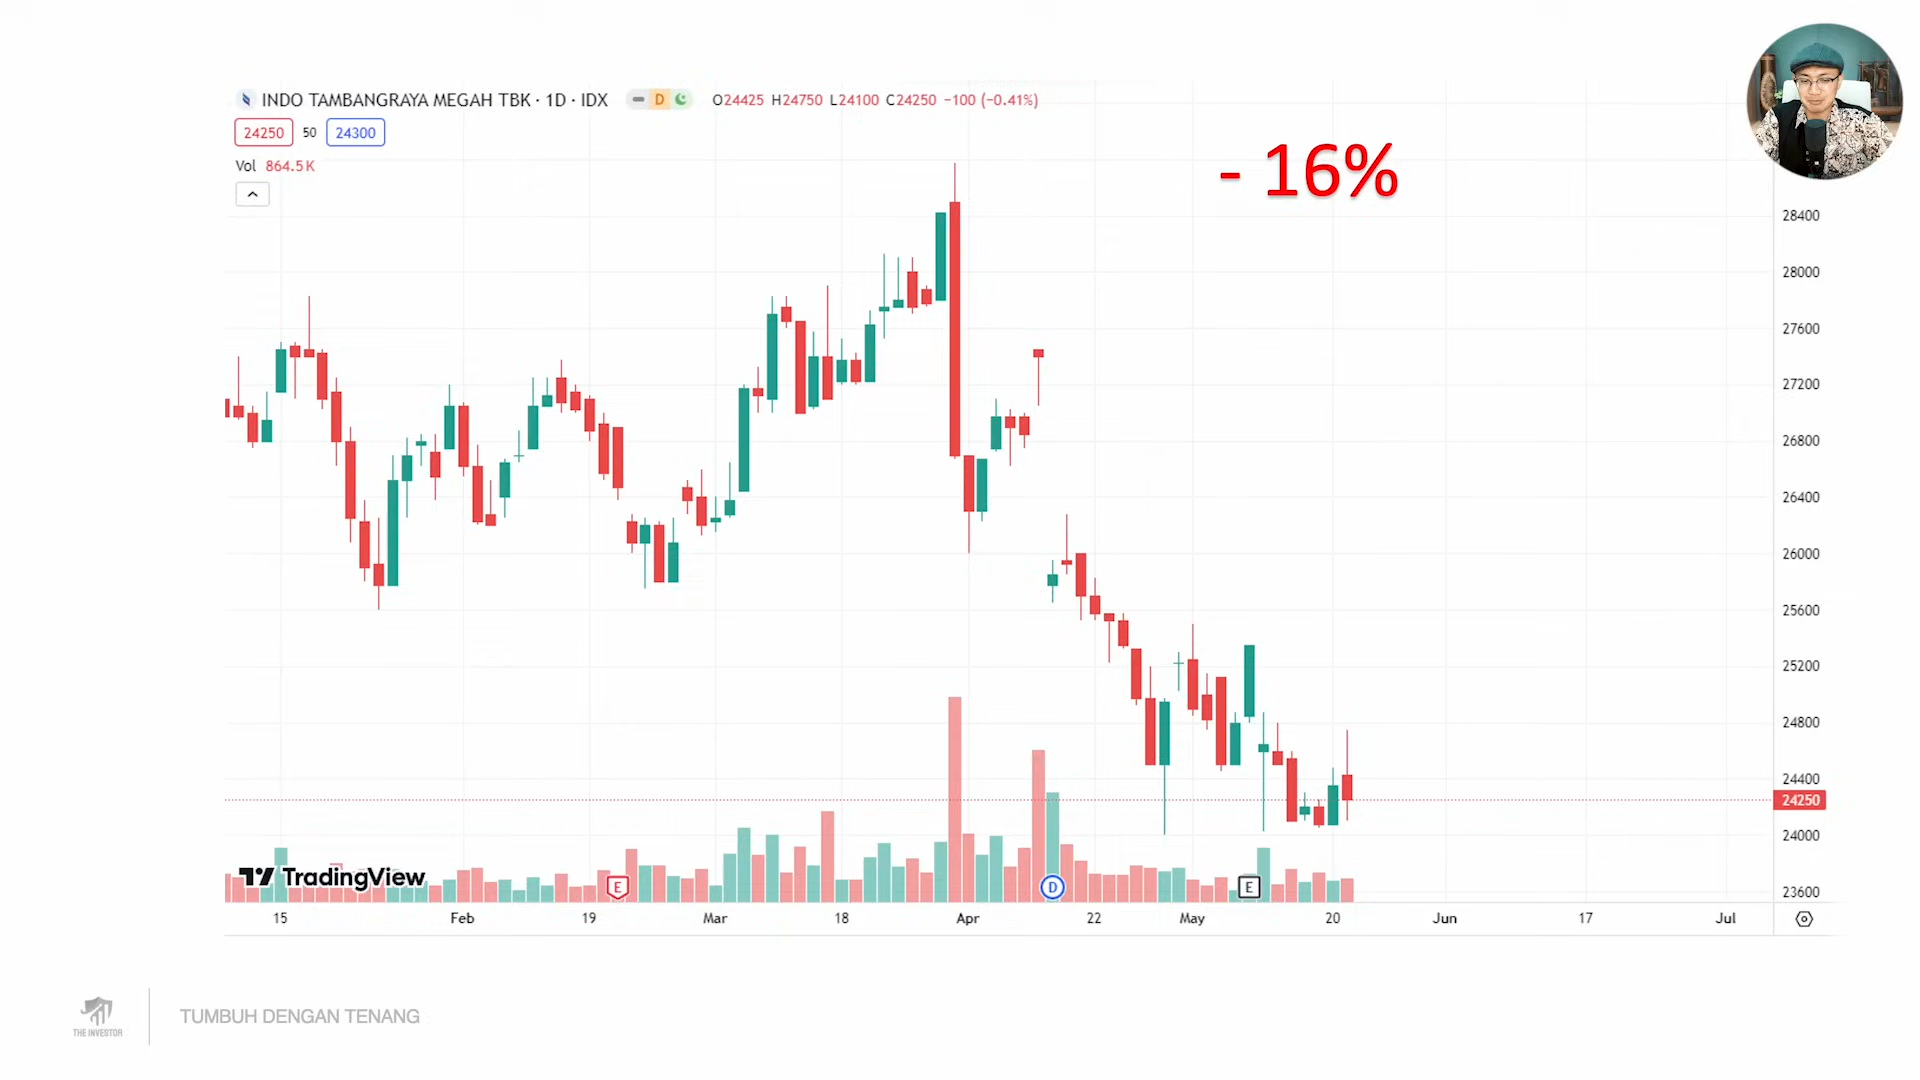 INDO TAMBANGRAYA MEGAH TBK · 1D · IDX D O24425 H24750 L24100 C24250 −100 (−0.41%)
24250 50 24300
Vol 864.5K
- 16%
28400
28000
27600
27200
26800
26400
26000
25600
25200
24800
24400
24250
24000
23600
TradingView
E D E
15 Feb 19 Mar 18 Apr 22 May 20 Jun 17 Jul
THE INVESTOR
TUMBUH DENGAN TENANG